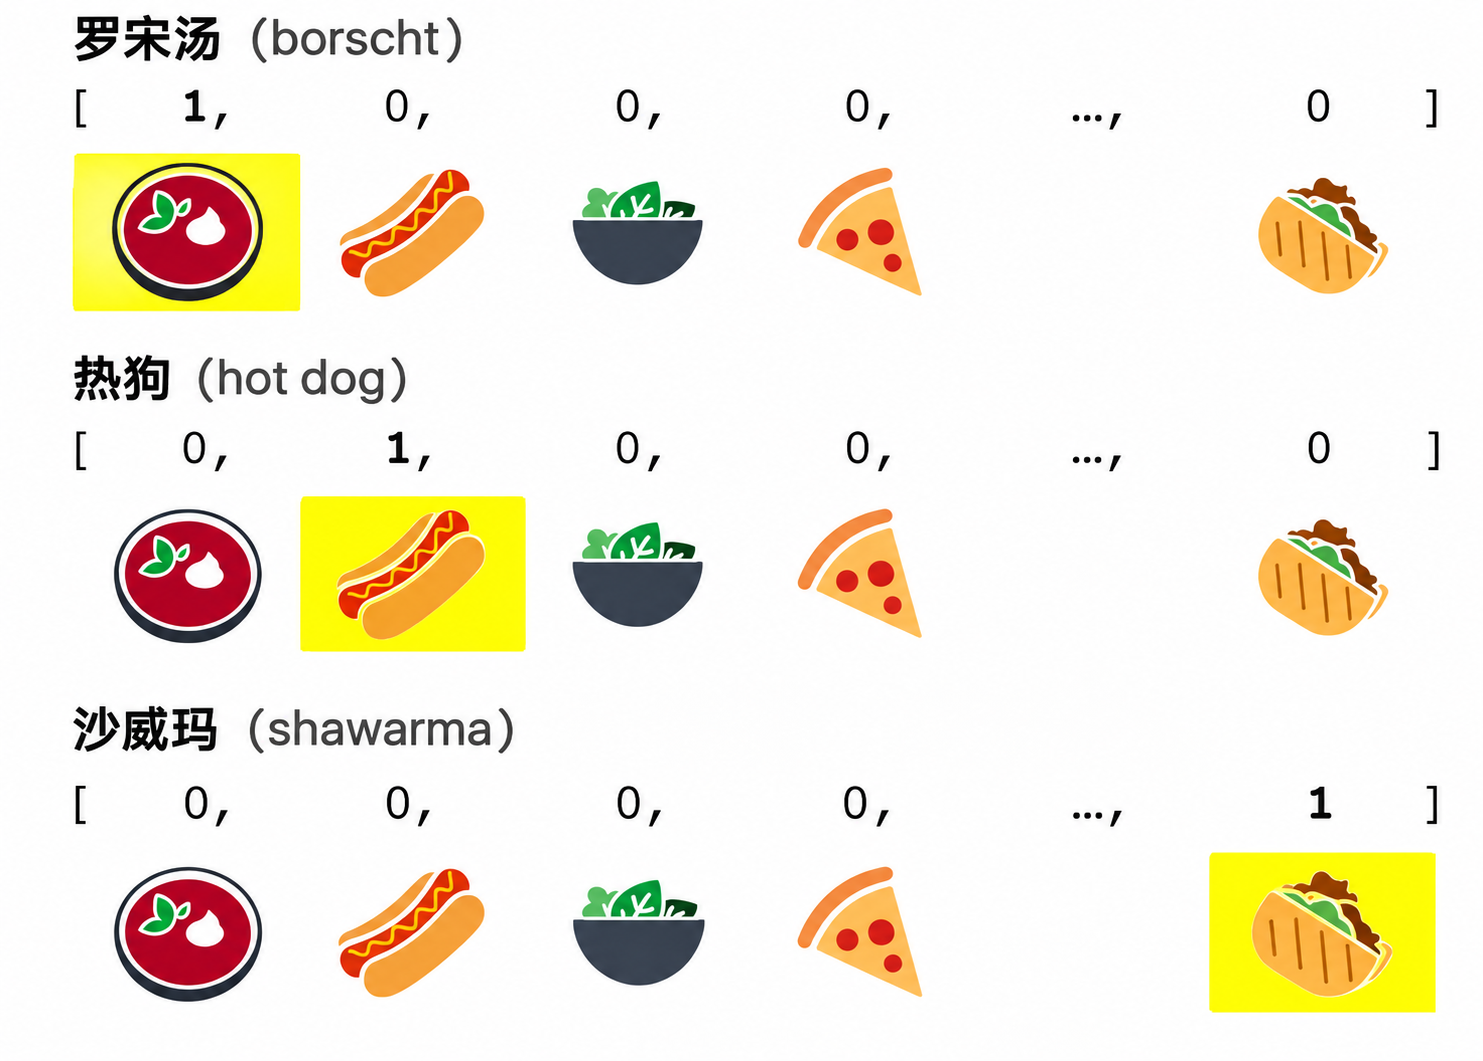 罗宋汤 (borscht)
[ 1, 0, 0, 0, …, 0 ]
热狗 (hot dog)
[ 0, 1, 0, 0, …, 0 ]
沙威玛 (shawarma)
[ 0, 0, 0, 0, …, 1 ]